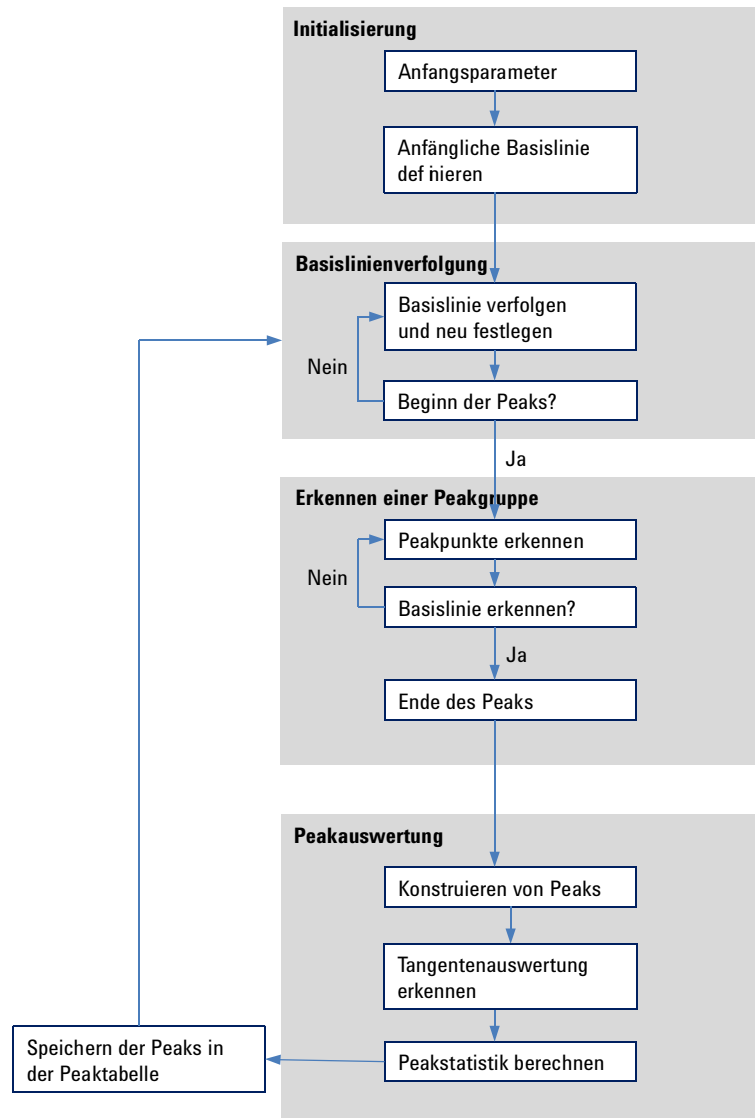 Initialisierung
Anfangsparameter
Anfängliche Basislinie
definieren
Basislinienverfolgung
Basislinie verfolgen
und neu festlegen
Nein
Beginn der Peaks?
Ja
Erkennen einer Peakgruppe
Peakpunkte erkennen
Nein
Basislinie erkennen?
Ja
Ende des Peaks
Peakauswertung
Konstruieren von Peaks
Tangentenauswertung
erkennen
Speichern der Peaks in
der Peaktabelle
Peakstatistik berechnen